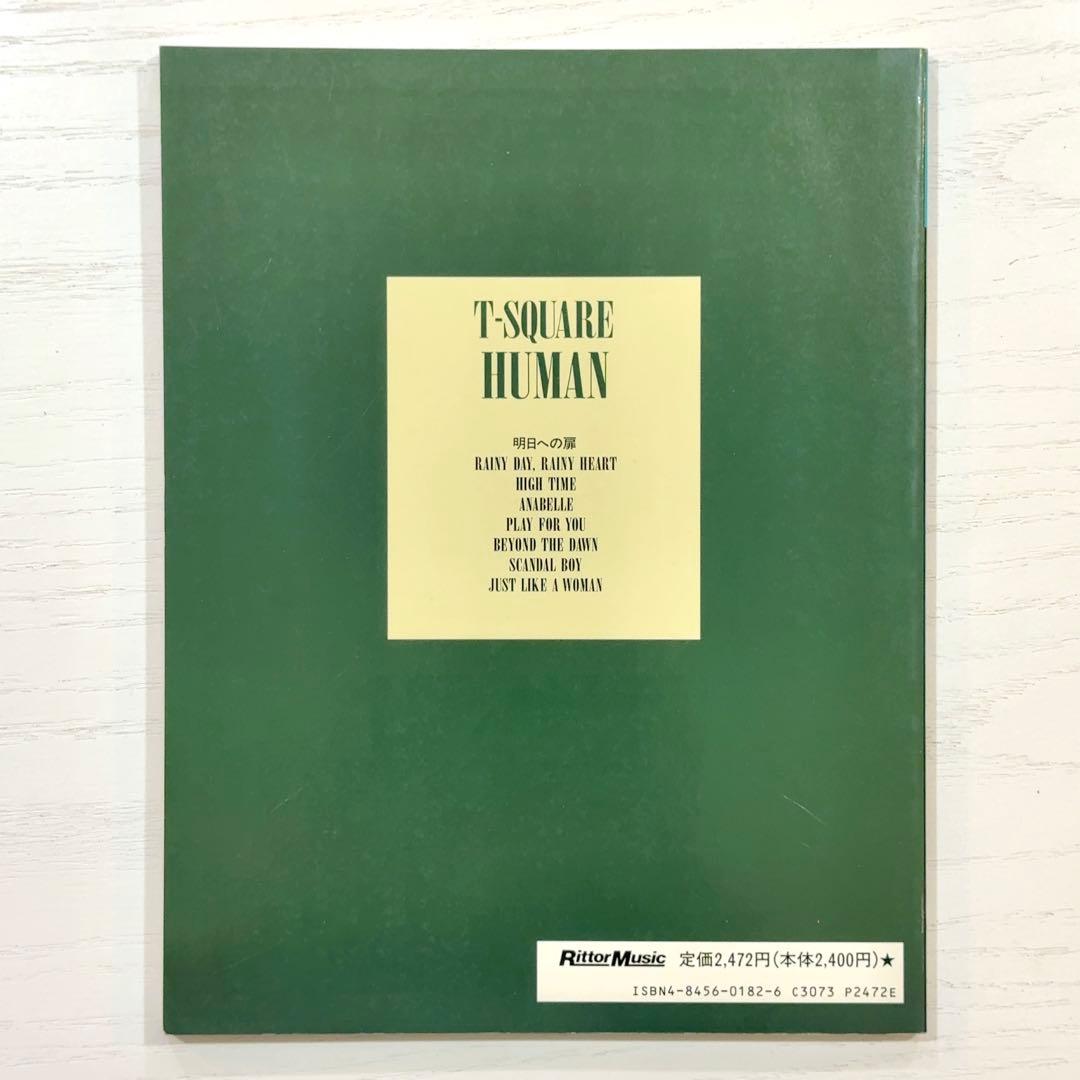 T-SQUARE
HUMAN
明日への扉
RAINY DAY, RAINY HEART
HIGH TIME
ANABELLE
PLAY FOR YOU
BEYOND THE DAWN
SCANDAL BOY
JUST LIKE A WOMAN
RittorMusic 定価2,472円(本体2,400円)★
ISBN4-8456-0182-6 C3073 P2472E